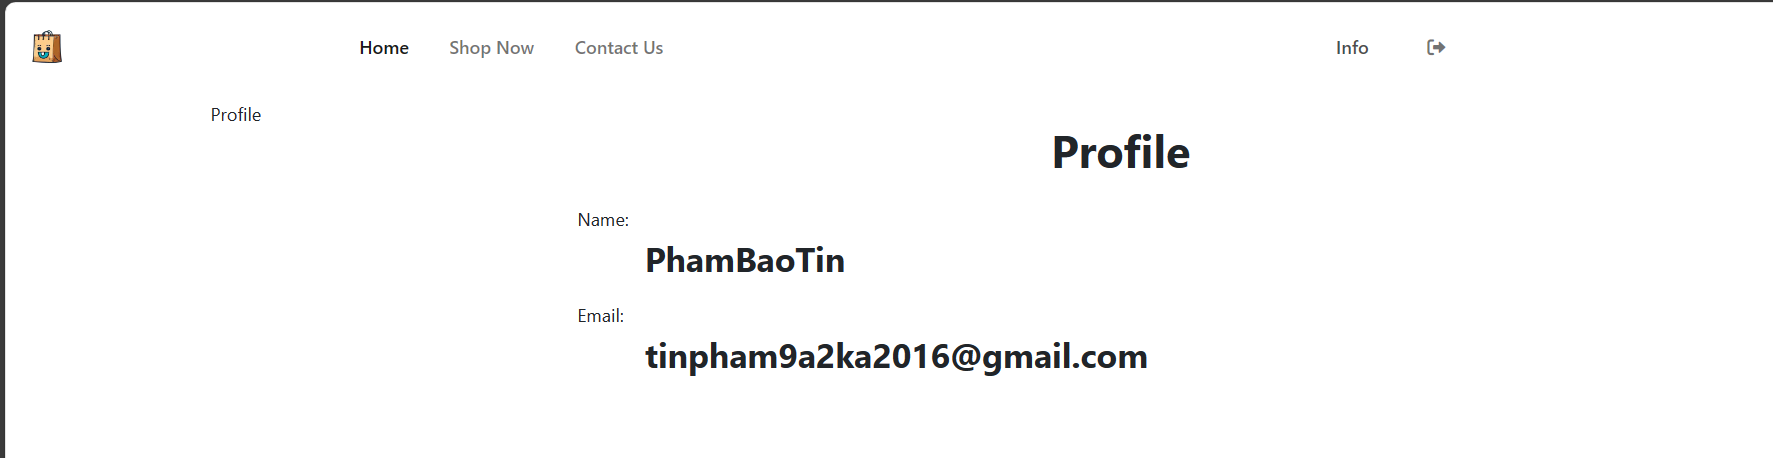 Home Shop Now Contact Us Info
Profile
Profile
Name:
PhamBaoTin
Email:
tinpham9a2ka2016@gmail.com